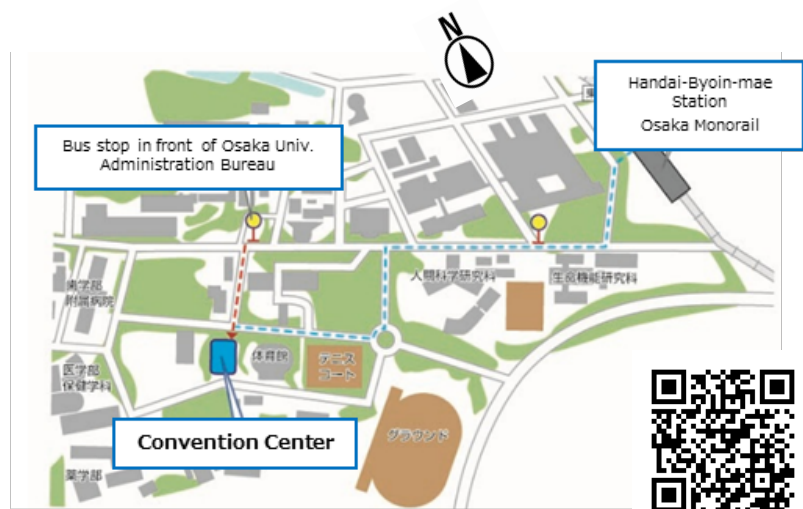 N
Handai-Byoin-mae
Station
Osaka Monorail
Bus stop in front of Osaka Univ.
Administration Bureau
歯学部
附属病院
人間科学研究科
生命機能研究科
医学部
保健学科
体育館
テニス
コート
Convention Center
グラウンド
薬学部